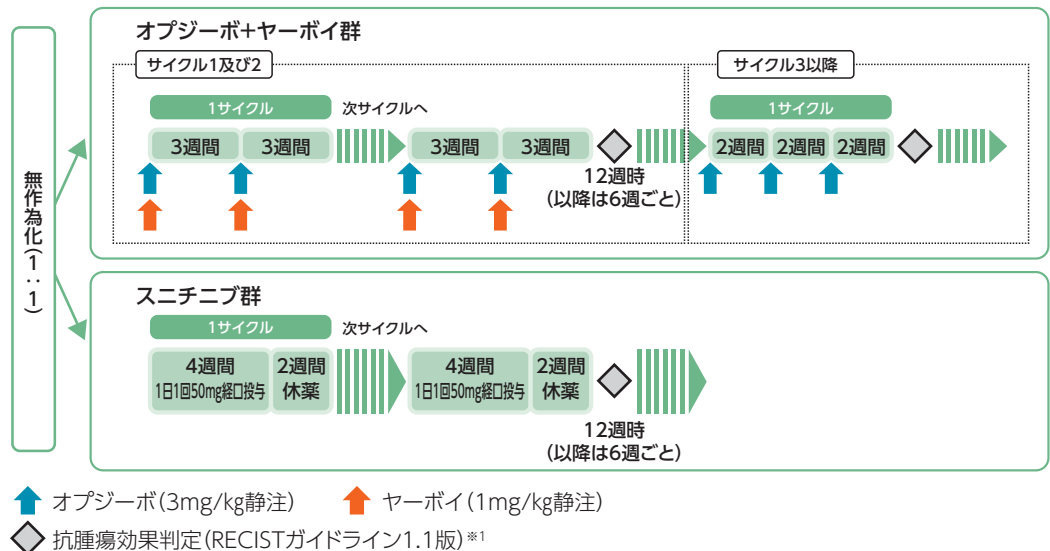 無作為化(1:1)
オプジーボ+ヤーボイ群
サイクル1及び2
サイクル3以降
1サイクル
次サイクルへ
1サイクル
3週間
3週間
3週間
3週間
2週間
2週間
2週間
12週時
(以降は6週ごと)
スニチニブ群
1サイクル
次サイクルへ
4週間
1日1回50mg経口投与
2週間
休薬
4週間
1日1回50mg経口投与
2週間
休薬
12週時
(以降は6週ごと)
オプジーボ(3mg/kg静注)
ヤーボイ(1mg/kg静注)
抗腫瘍効果判定(RECISTガイドライン1.1版)※1